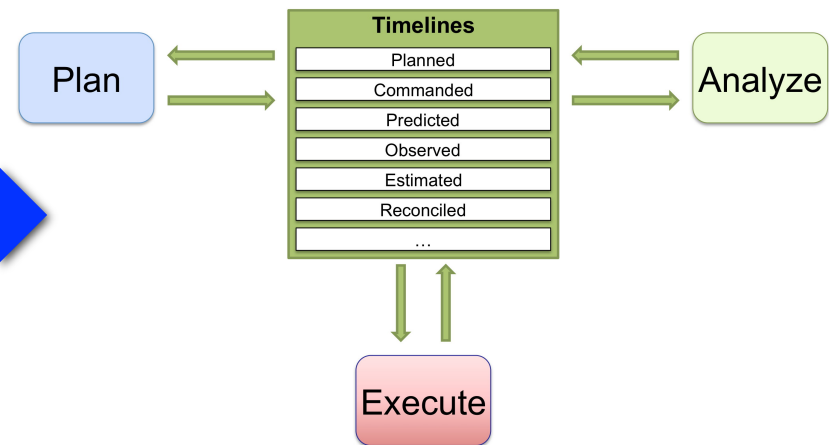 Timelines
Plan
Planned
Commanded
Predicted
Observed
Estimated
Reconciled
...
Analyze
Execute